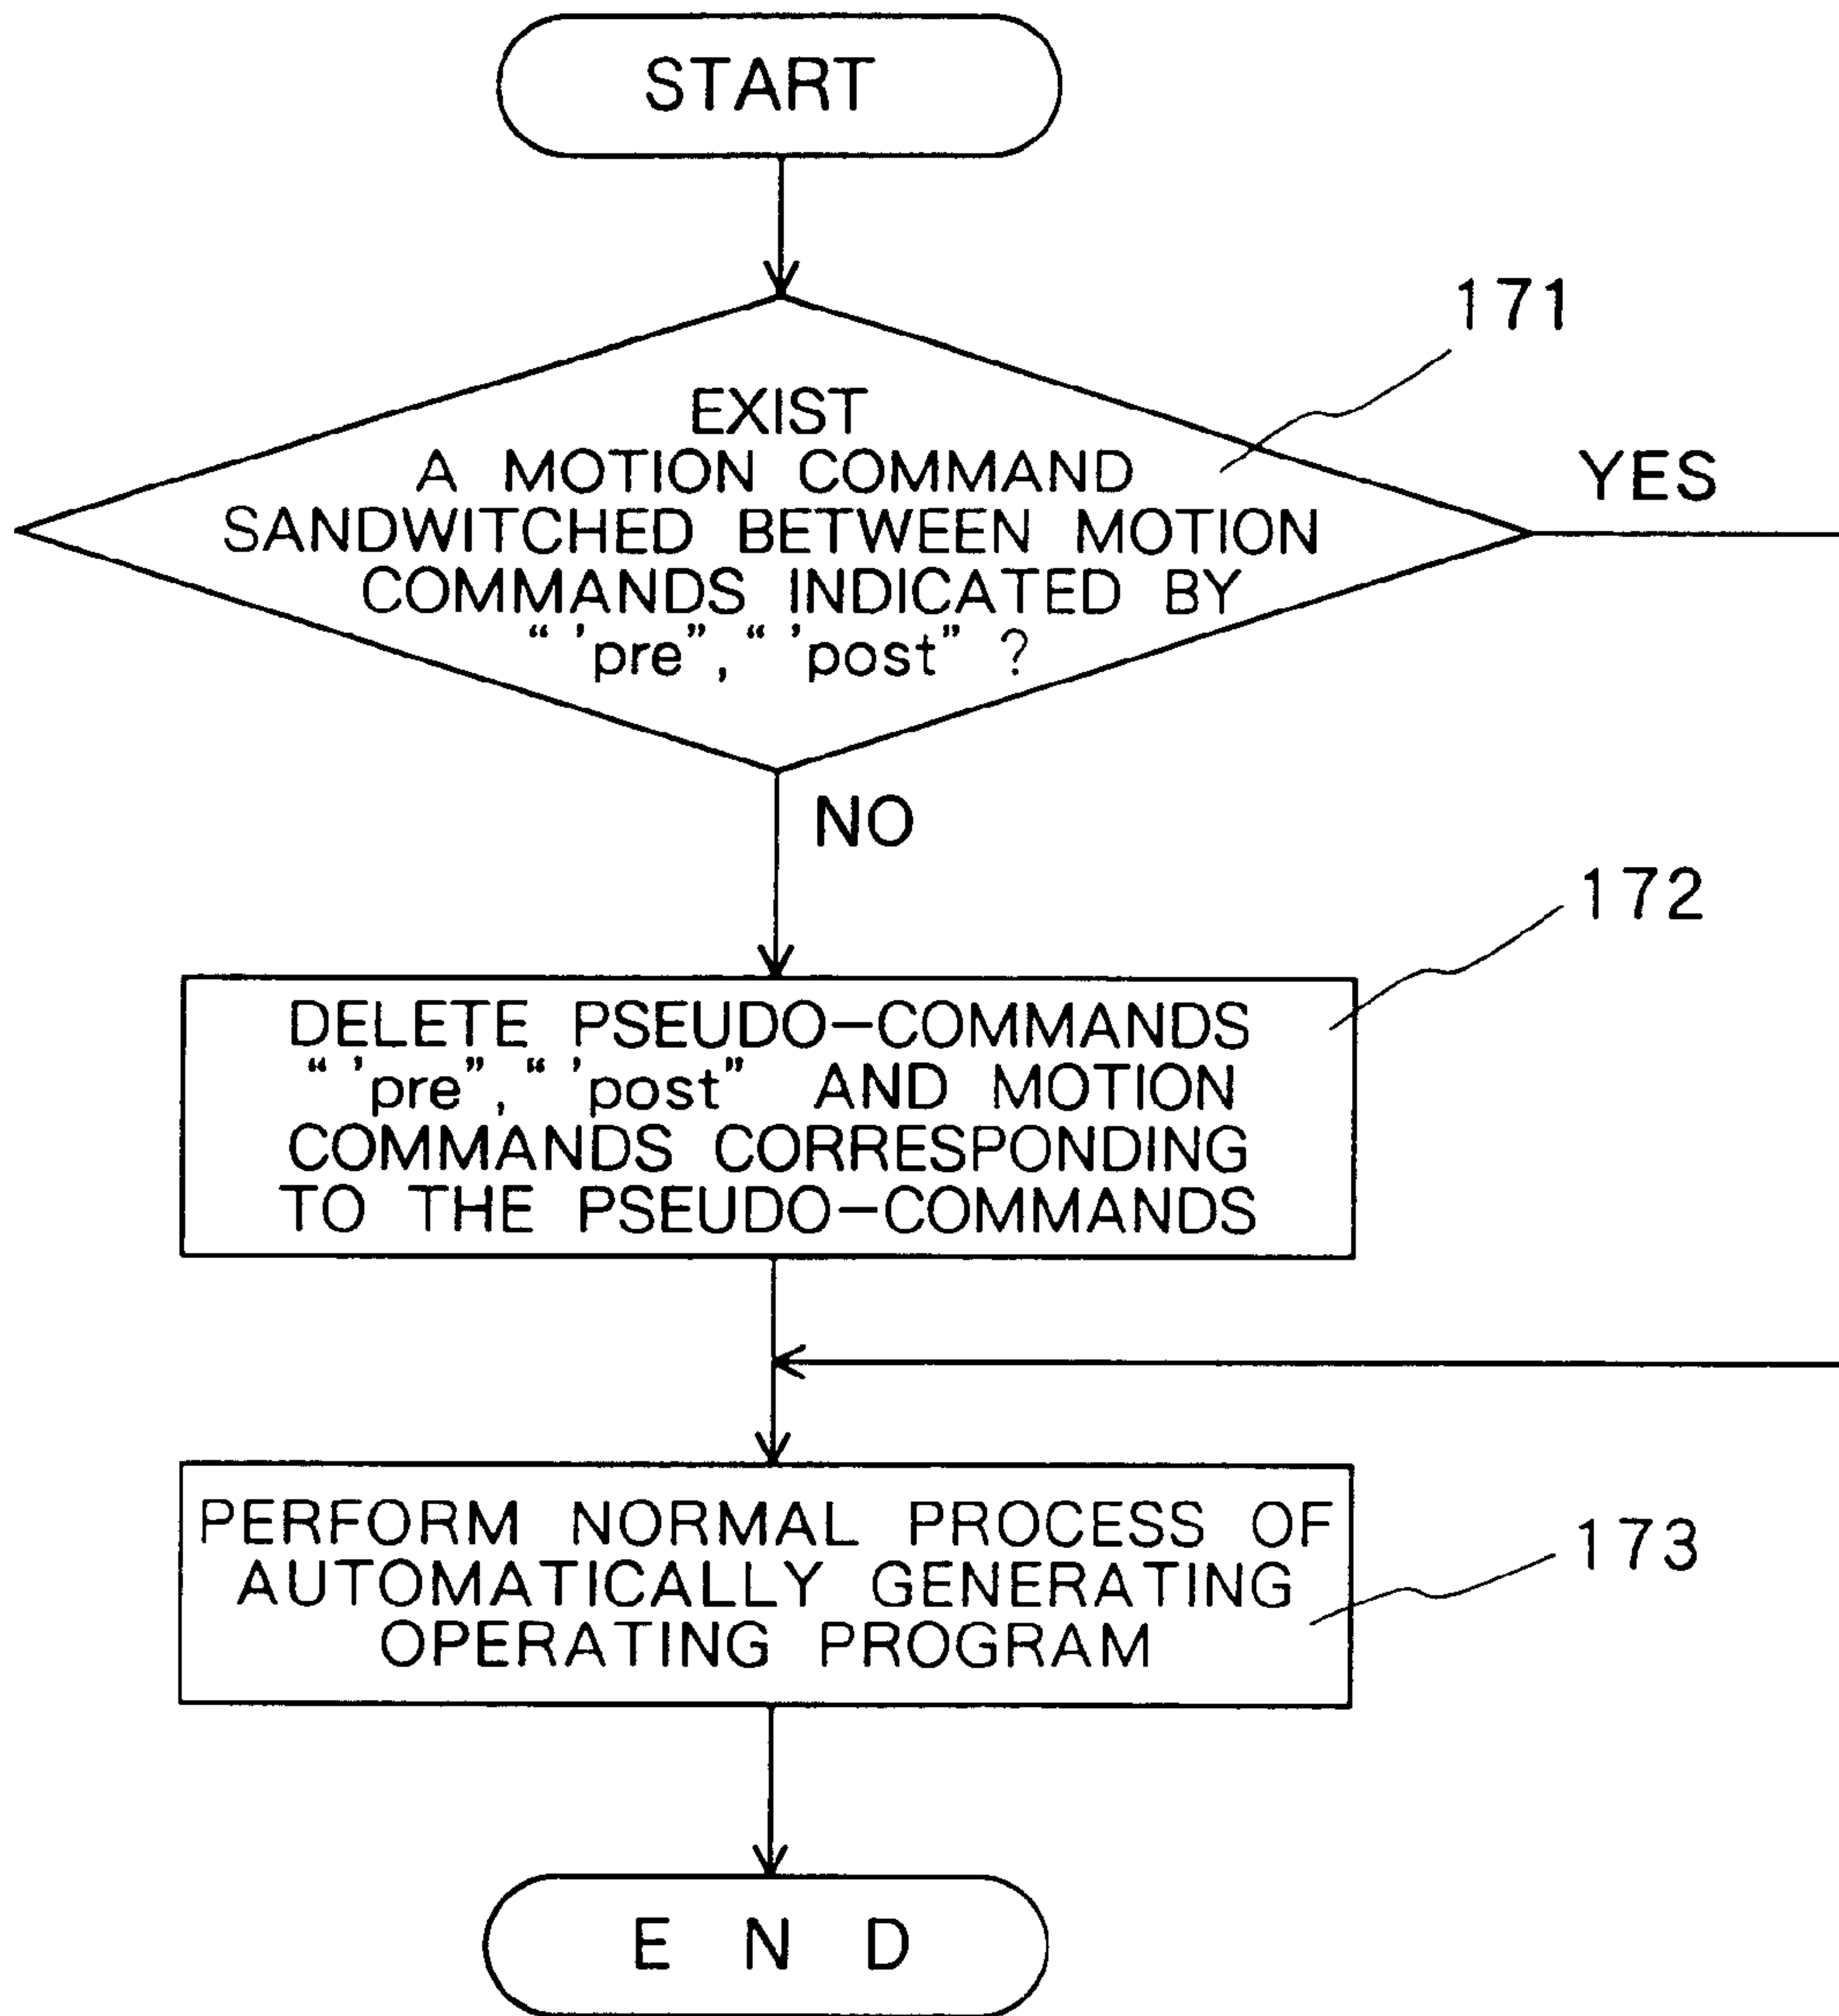 START
171
EXIST
A MOTION COMMAND
SANDWITCHED BETWEEN MOTION
COMMANDS INDICATED BY
“ 'pre”, “ 'post” ?
YES
NO
172
DELETE PSEUDO-COMMANDS
“ 'pre”, “ 'post” AND MOTION
COMMANDS CORRESPONDING
TO THE PSEUDO-COMMANDS
PERFORM NORMAL PROCESS OF
AUTOMATICALLY GENERATING
OPERATING PROGRAM
173
E N D